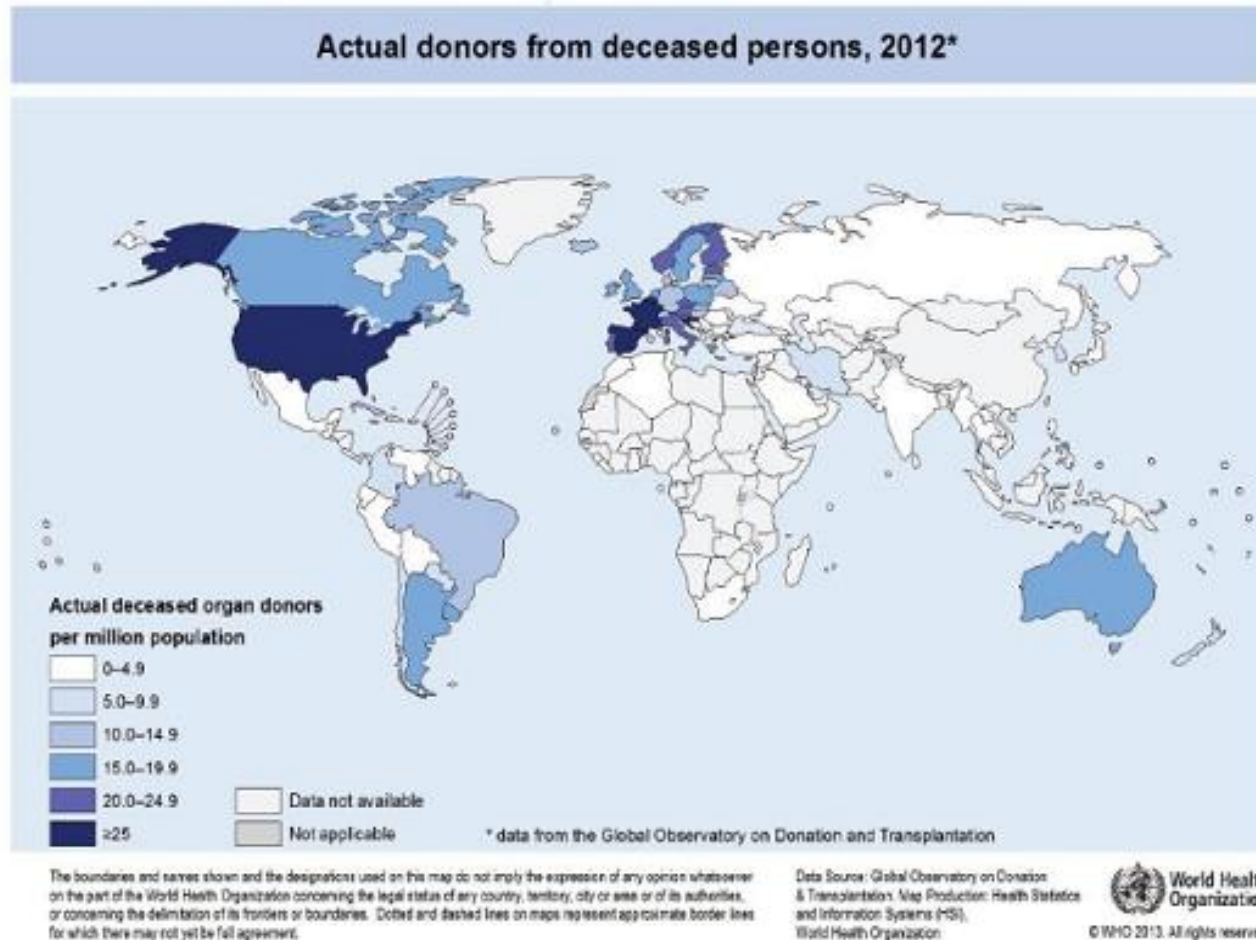 Actual donors from deceased persons, 2012*
Actual deceased organ donors
per million population
0–4.9
5.0–9.9
10.0–14.9
15.0–19.9
20.0–24.9
≥25
Data not available
Not applicable
* data from the Global Observatory on Donation and Transplantation
The boundaries and names shown and the designations used on this map do not imply the expression of any opinion whatsoever
on the part of the World Health Organization concerning the legal status of any country, territory, city or area or of its authorities,
or concerning the delimitation of its frontiers or boundaries. Dotted and dashed lines on maps represent approximate border lines
for which there may not yet be full agreement.
Data Source: Global Observatory on Donation
& Transplantation. Map Production: Health Statistics
and Information Systems (HSI).
World Health Organization
World Health
Organizatio
© WHO 2013. All rights reserve